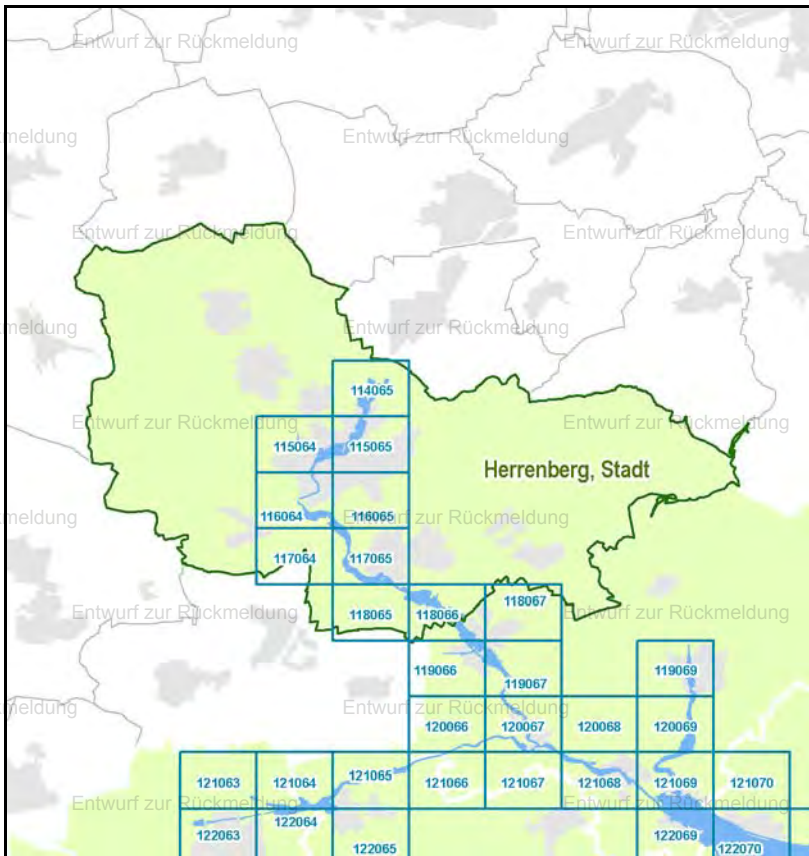 Entwurf zur Rückmeldung Entwurf zur Rückmeldung
meldung Entwurf zur Rückmeldung
Entwurf zur Rückmeldung Entwurf zur Rückmeldung
meldung Entwurf zur Rückmeldung
114065
Entwurf zur Rückmeldung Entwurf zur Rückmeldung
115064 115065
Herrenberg, Stadt
116064 116065
meldung Entwurf zur Rückmeldung
117064 117065
118067
Entwurf zur Rückmeldung Entwurf zur Rückmeldung
118065 118066
119066 119067 119069
meldung Entwurf zur Rückmeldung
120066 120067 120068 120069
121063 121064 121065 121066 121067 121068 121069 121070
Entwurf zur Rückmeldung Entwurf zur Rückmeldung
122063 122064 122069
122065 122070